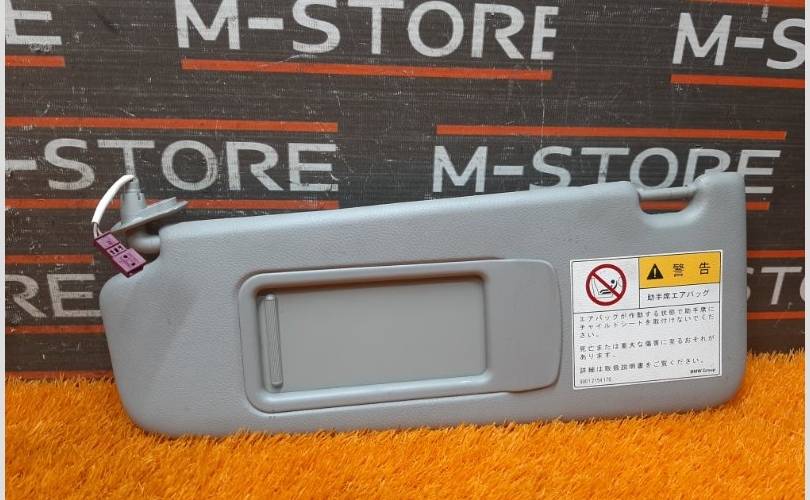 M-STORE
M-S
-STORE
M-STORE
RE
警告
助手席エアバッグ
エアバッグが作動する状態で助手席に
チャイルドシートを取付けないでくだ
さい。
死亡または重大な傷害に至るおそれが
あります。
詳細は取扱説明書をご覧ください。
BMW Group